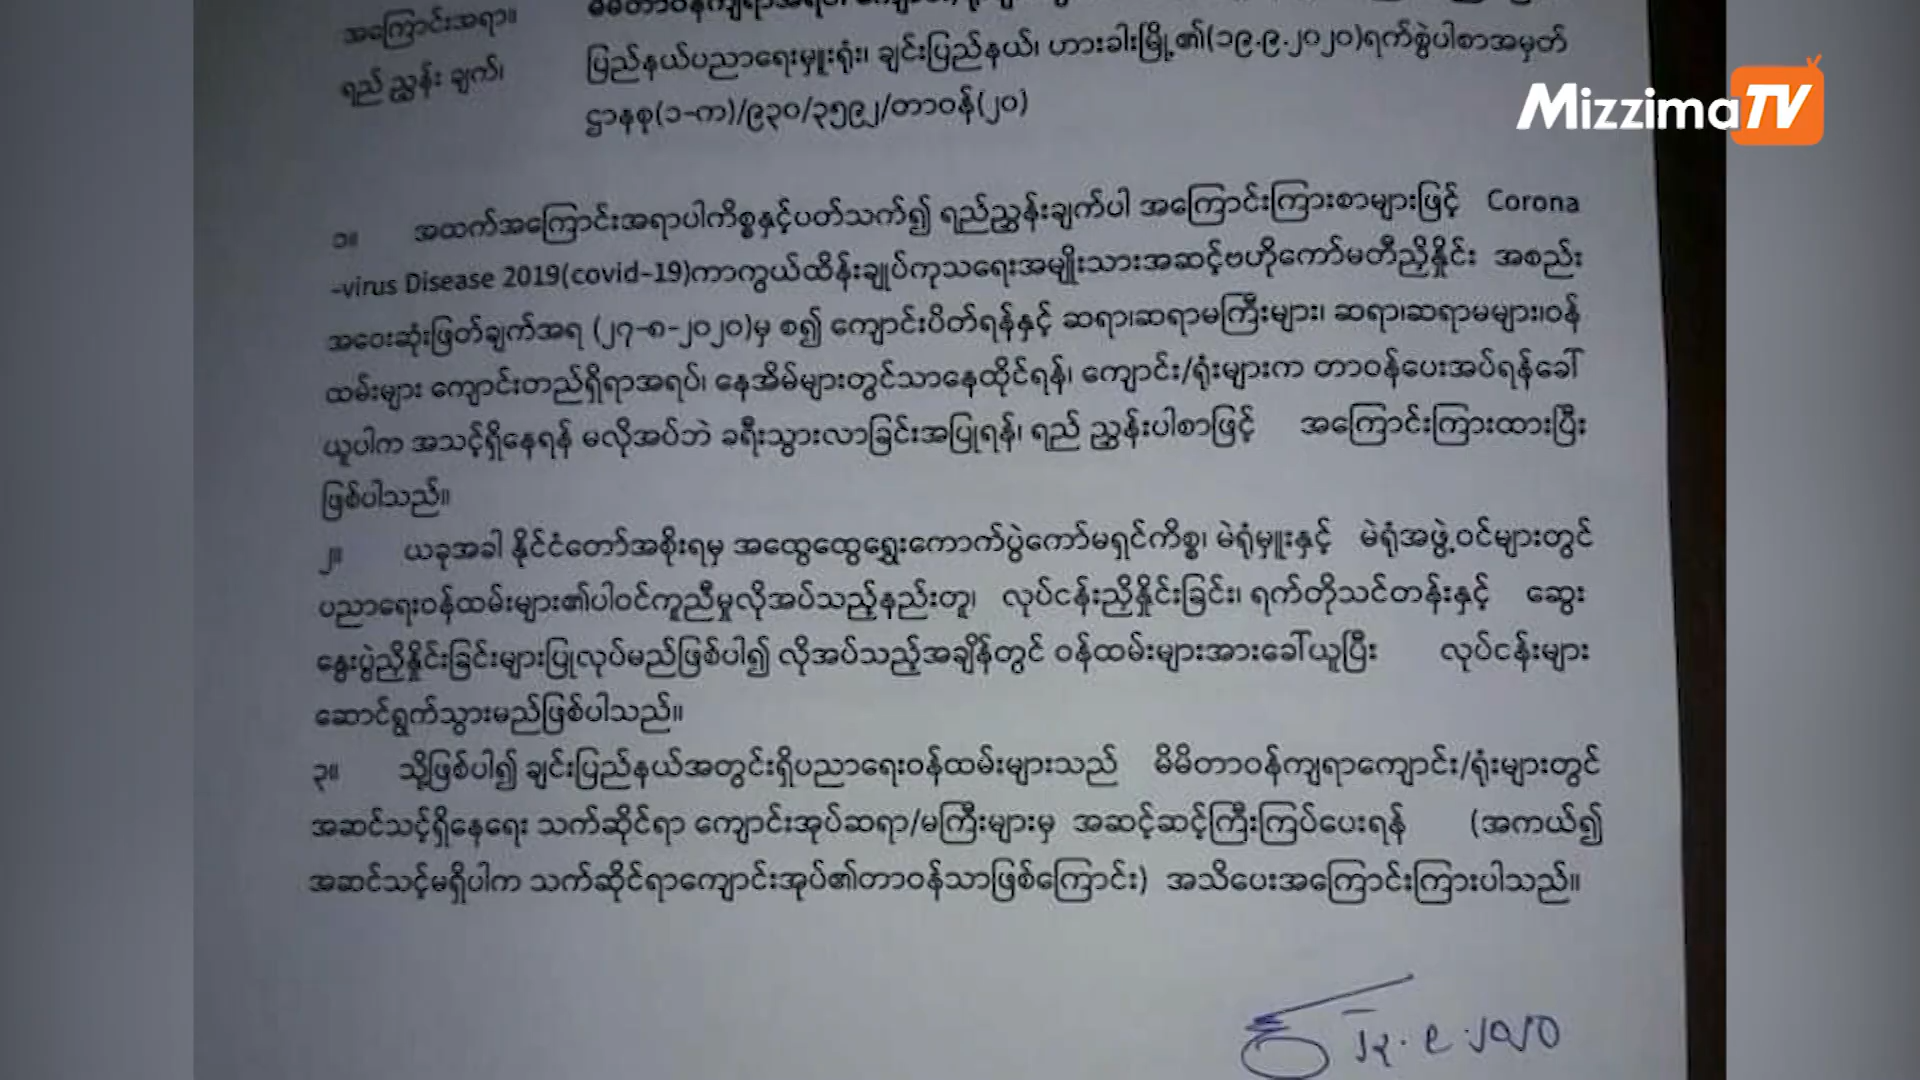 အကြောင်းအရာ။
ရည် ညွှန်း ချက်၊ ပြည်နယ်ပညာရေးမှူးရုံး၊ ချင်းပြည်နယ်၊ ဟားခါးမြို့၏(၁၉.၉.၂၀၂၀)ရက်စွဲပါစာအမှတ်
ဌာနစု(၁-က)/၉၃၀/၃၅၉၂/တာဝန်(၂၀)
MizzimaTV
၁။ အထက်အကြောင်းအရာပါကိစ္စနှင့်ပတ်သက်၍ ရည်ညွှန်းချက်ပါ အကြောင်းကြားစာများဖြင့် Corona
-virus Disease 2019(covid-19)ကာကွယ်ထိန်းချုပ်ကုသရေးအမျိုးသားအဆင့်ဗဟိုကော်မတီညှိနှိုင်း အစည်း
အဝေးဆုံးဖြတ်ချက်အရ (၂၇-၈-၂၀၂၀)မှ စ၍ ကျောင်းပိတ်ရန်နှင့် ဆရာ၊ဆရာမကြီးများ၊ ဆရာ၊ဆရာမများ၊ဝန်
ထမ်းများ ကျောင်းတည်ရှိရာအရပ်၊ နေအိမ်များတွင်သာနေထိုင်ရန်၊ ကျောင်း/ရုံးများက တာဝန်ပေးအပ်ရန်ခေါ်
ယူပါက အသင့်ရှိနေရန် မလိုအပ်ဘဲ ခရီးသွားလာခြင်းအပြုရန်၊ ရည် ညွှန်းပါစာဖြင့် အကြောင်းကြားထားပြီး
ဖြစ်ပါသည်။
၂။ ယခုအခါ နိုင်ငံတော်အစိုးရမှ အထွေထွေရွေးကောက်ပွဲကော်မရှင်ကိစ္စ၊ မဲရုံမှူးနှင့် မဲရုံအဖွဲ့ဝင်များတွင်
ပညာရေးဝန်ထမ်းများ၏ပါဝင်ကူညီမှုလိုအပ်သည့်နည်းတူ၊ လုပ်ငန်းညှိနှိုင်းခြင်း၊ ရက်တိုသင်တန်းနှင့် ဆွေး
နွေးပွဲညှိနှိုင်းခြင်းများပြုလုပ်မည်ဖြစ်ပါ၍ လိုအပ်သည့်အချိန်တွင် ဝန်ထမ်းများအားခေါ်ယူပြီး လုပ်ငန်းများ
ဆောင်ရွက်သွားမည်ဖြစ်ပါသည်။
၃။ သို့ဖြစ်ပါ၍ ချင်းပြည်နယ်အတွင်းရှိပညာရေးဝန်ထမ်းများသည် မိမိတာဝန်ကျရာကျောင်း/ရုံးများတွင်
အဆင်သင့်ရှိနေရေး သက်ဆိုင်ရာ ကျောင်းအုပ်ဆရာ/မကြီးများမှ အဆင့်ဆင့်ကြီးကြပ်ပေးရန် (အကယ်၍
အဆင်သင့်မရှိပါက သက်ဆိုင်ရာကျောင်းအုပ်၏တာဝန်သာဖြစ်ကြောင်း) အသိပေးအကြောင်းကြားပါသည်။
၂၃.၉.၂၀၂၀